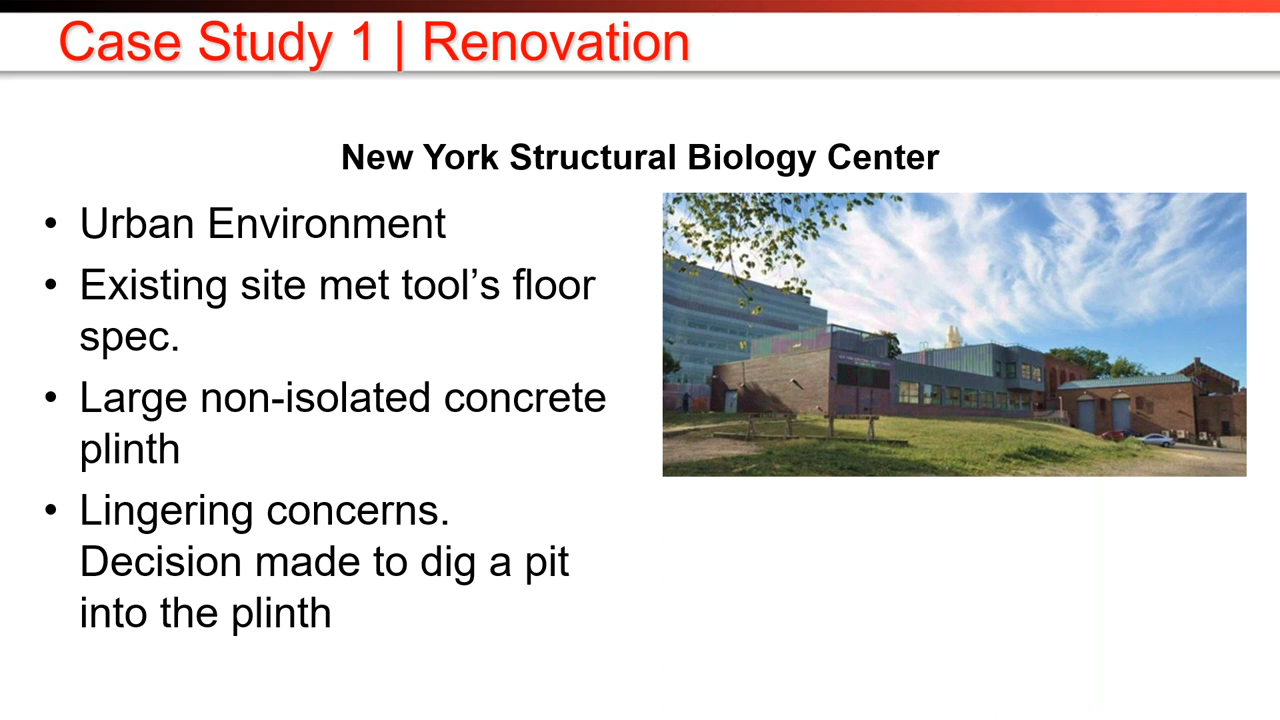 Case Study 1 | Renovation
New York Structural Biology Center
• Urban Environment
• Existing site met tool’s floor
spec.
• Large non-isolated concrete
plinth
• Lingering concerns.
Decision made to dig a pit
into the plinth